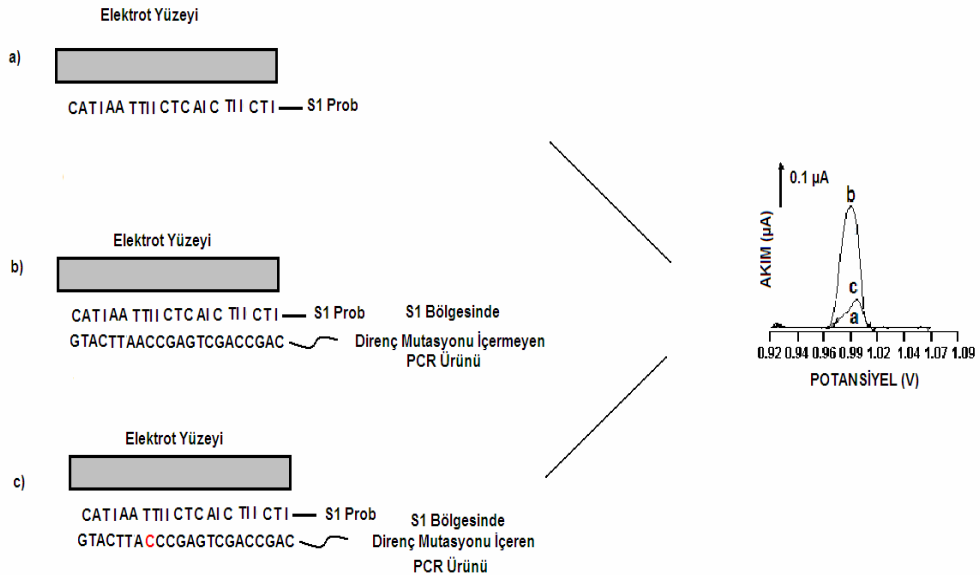 Elektrot Yüzeyi
a)
CATIAA TTII CTCAIC TII CTI S1 Prob
Elektrot Yüzeyi
b)
CATIAA TTII CTCAIC TII CTI S1 Prob
GTACTTAACCGAGTCGACCGAC
S1 Bölgesinde
Direnç Mutasyonu İçermeyen
PCR Ürünü
Elektrot Yüzeyi
c)
CATIAA TTII CTCAIC TII CTI S1 Prob
GTACTTACCCGAGTCGACCGAC
S1 Bölgesinde
Direnç Mutasyonu İçeren
PCR Ürünü
0.1 µA
b
c
a
AKIM (µA)
0.92 0.94 0.96 0.99 1.02 1.04 1.07 1.09
POTANSİYEL (V)